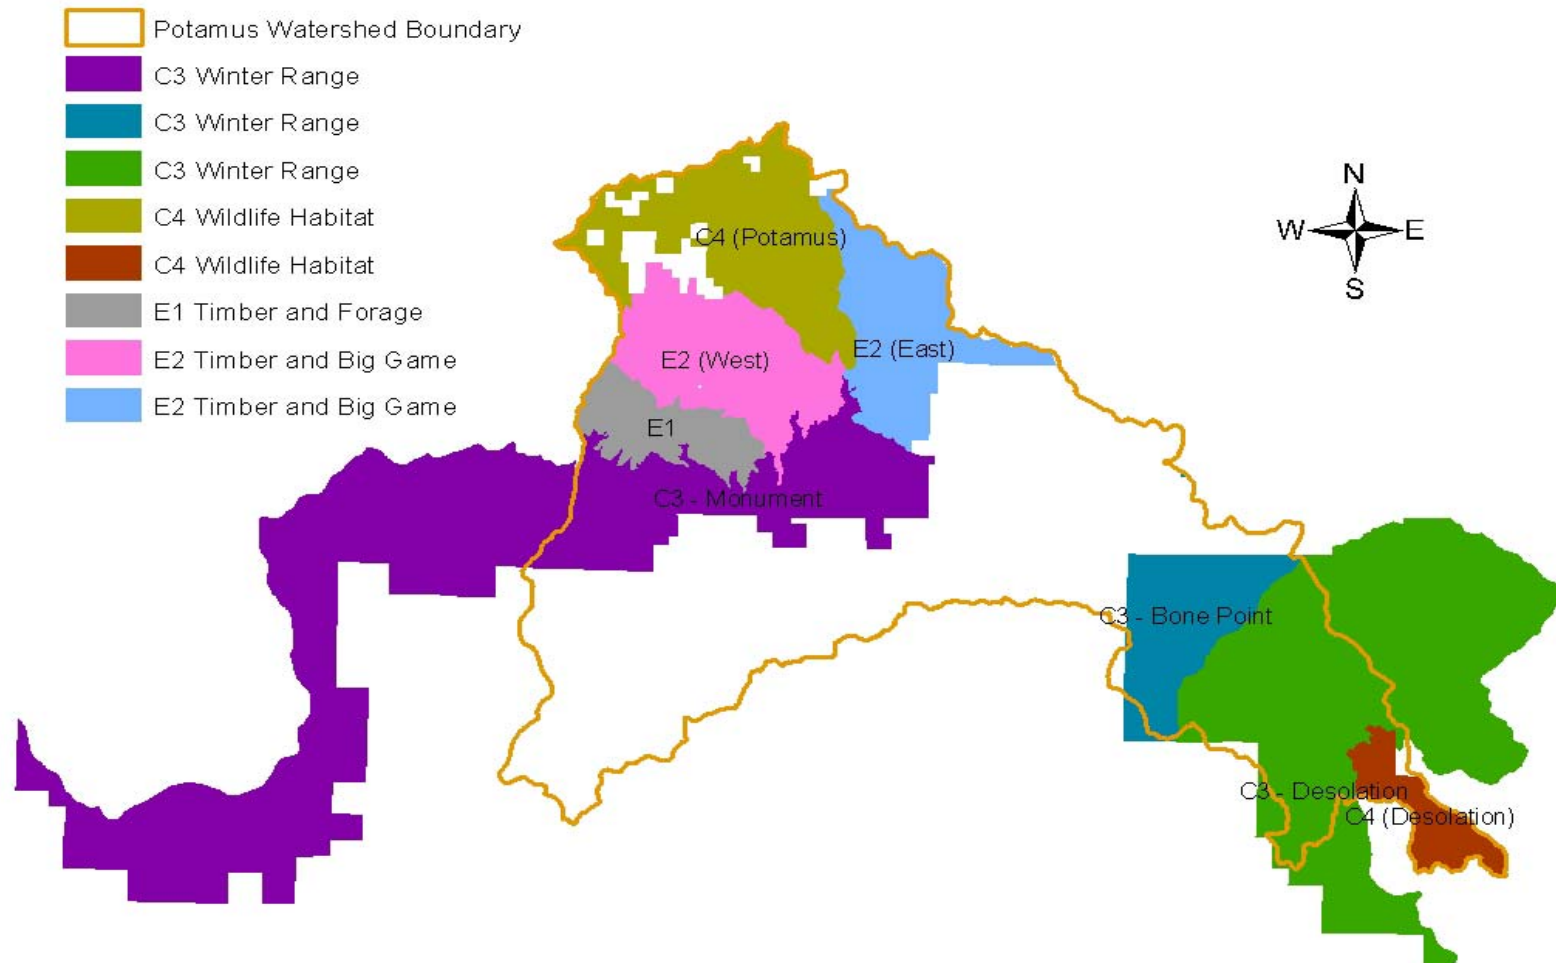 Potamus Watershed Boundary
C3 Winter Range
C3 Winter Range
C3 Winter Range
C4 Wildlife Habitat
C4 Wildlife Habitat
E1 Timber and Forage
E2 Timber and Big Game
E2 Timber and Big Game
N
W E
S
C4 (Potamus)
E2 (East)
E2 (West)
E1
C3 - Monument
C3 - Bone Point
C3 - Desolation
C4 (Desolation)